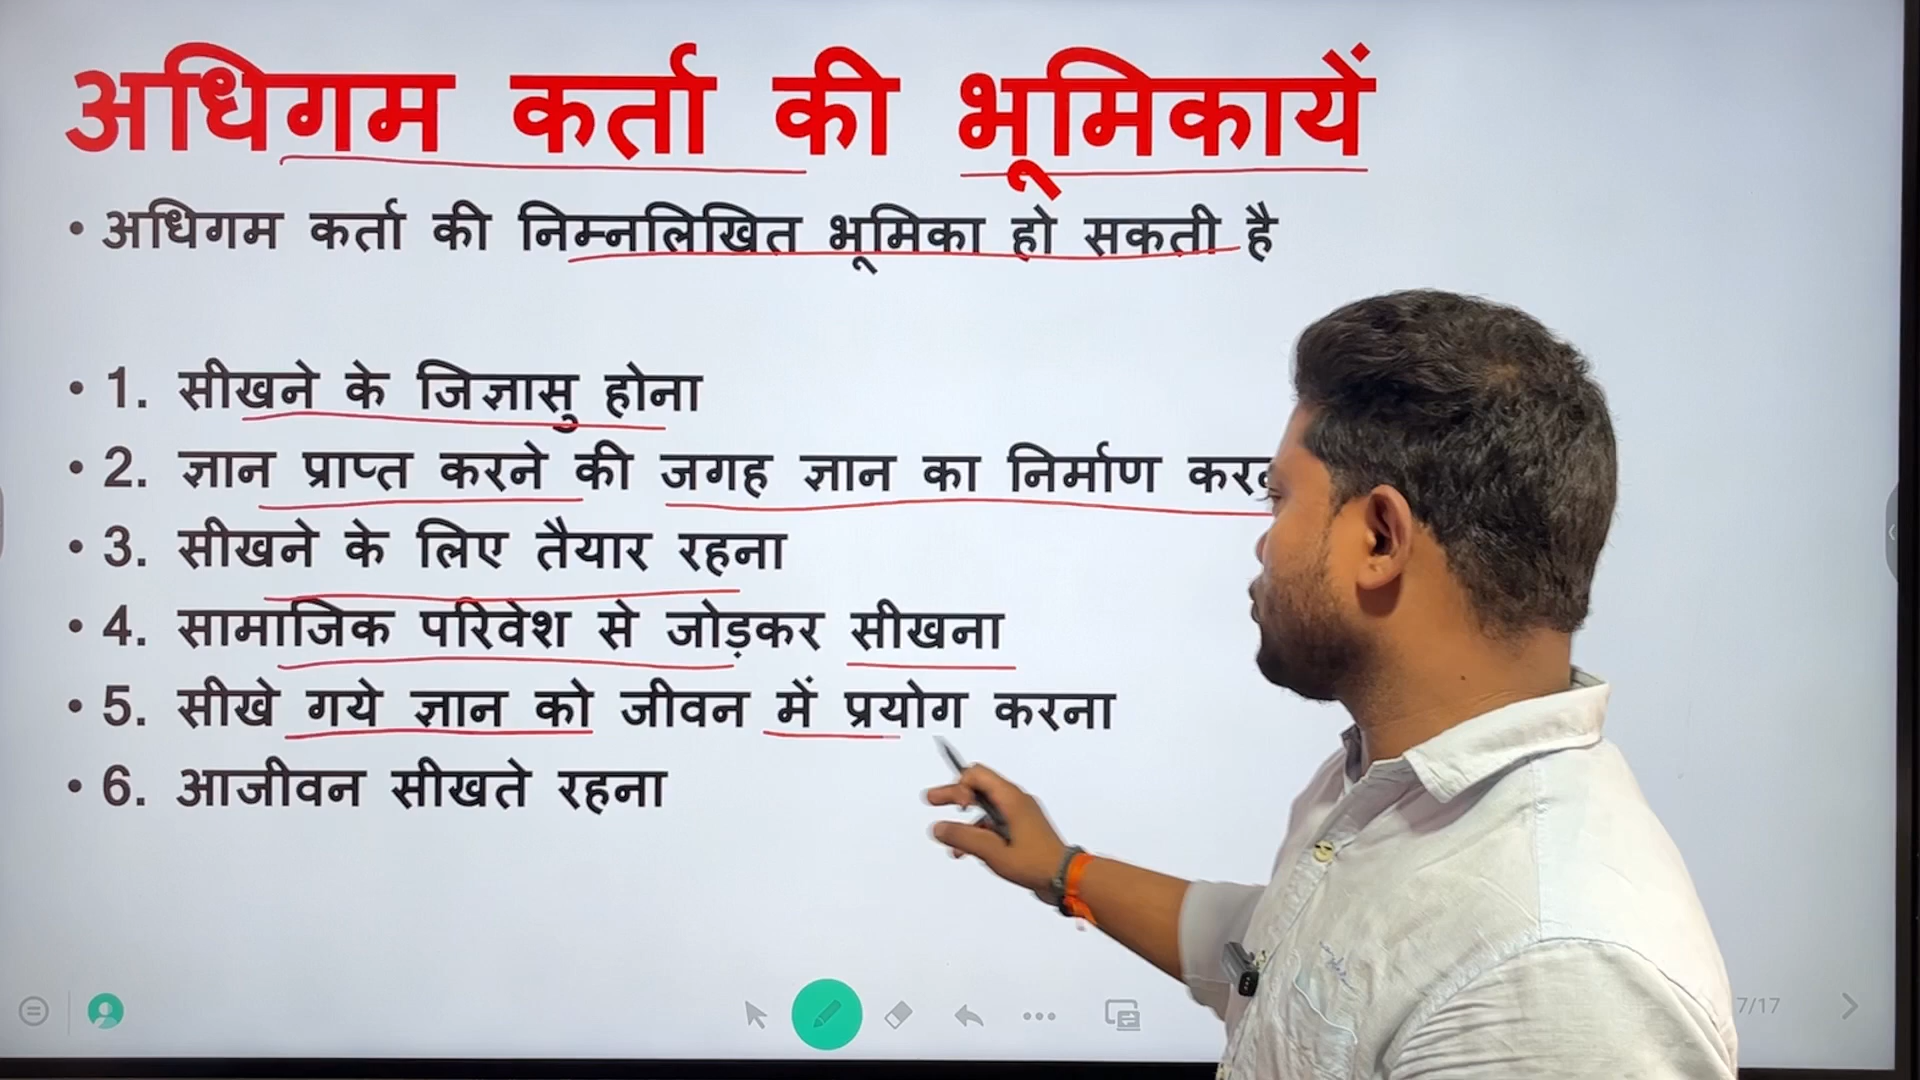 अधिगम कर्ता की भूमिकायें
• अधिगम कर्ता की निम्नलिखित भूमिका हो सकती है
• 1. सीखने के जिज्ञासु होना
• 2. ज्ञान प्राप्त करने की जगह ज्ञान का निर्माण
• 3. सीखने के लिए तैयार रहना
• 4. सामाजिक परिवेश से जोड़कर सीखना
• 5. सीखे गये ज्ञान को जीवन में प्रयोग करना
• 6. आजीवन सीखते रहना
7/17